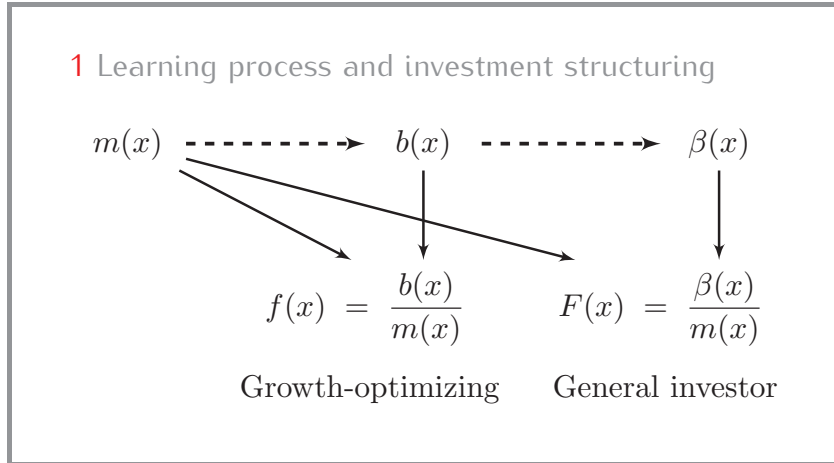 1 Learning process and investment structuring
m(x) b(x) β(x)
f(x) = b(x)/m(x) F(x) = β(x)/m(x)
Growth-optimizing General investor